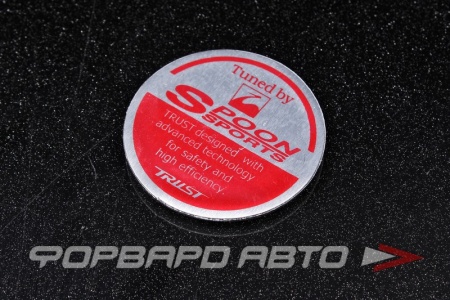 Tuned by
SPOON
SPORTS
TRUST designed with
advanced technology
for safety and
high efficiency.
TRUST
ФОРВАРД АВТО